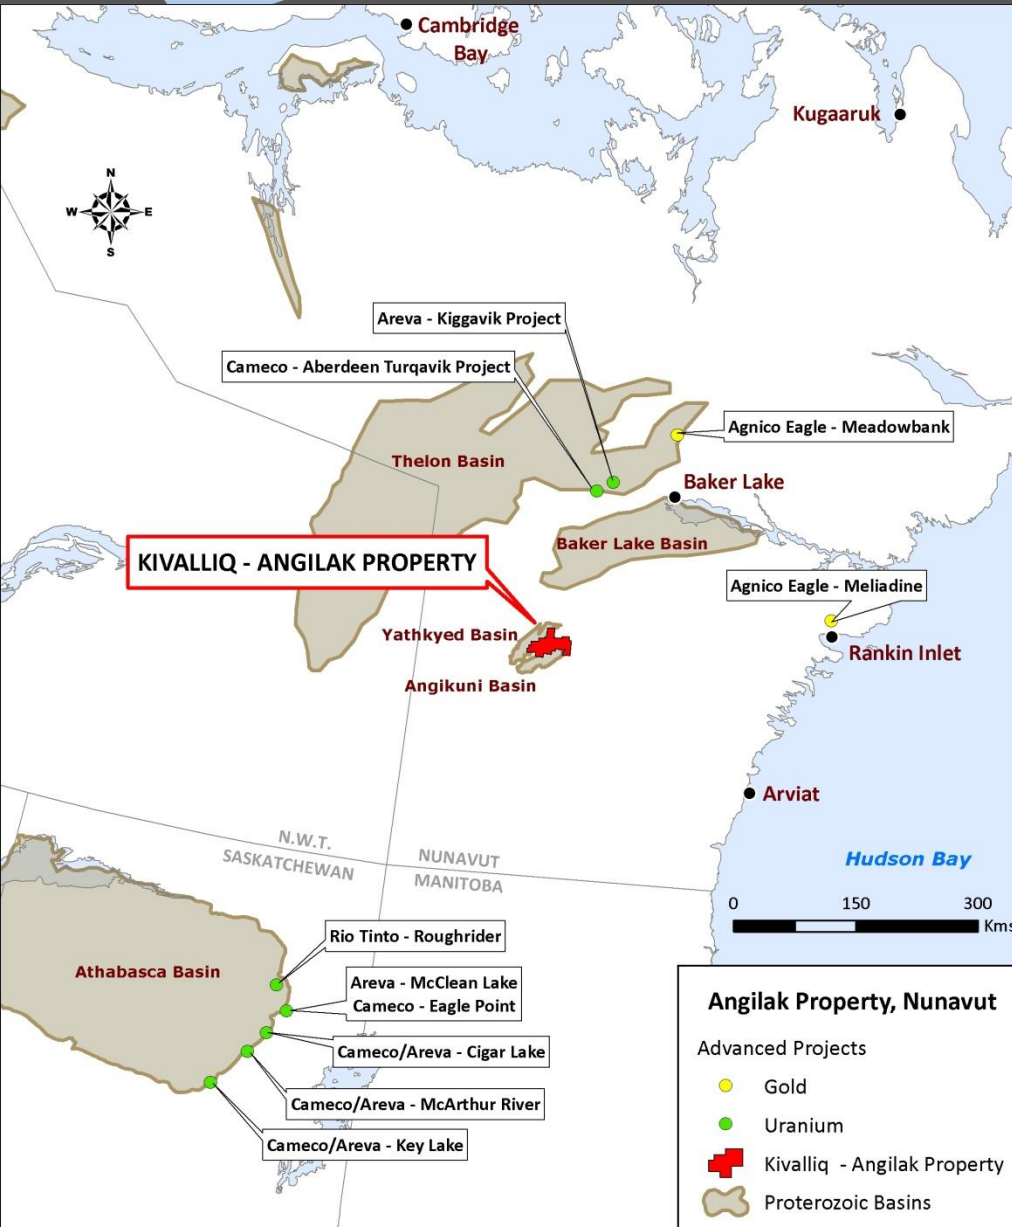 Cambridge
Bay
Kugaaruk
N
W
E
S
Areva - Kiggavik Project
Cameco - Aberdeen Turqavik Project
Agnico Eagle - Meadowbank
Thelon Basin
Baker Lake
Baker Lake Basin
KIVALLIQ - ANGILAK PROPERTY
Agnico Eagle - Meliadine
Yathkyed Basin
Rankin Inlet
Angikuni Basin
Arviat
N.W.T.
NUNAVUT
SASKATCHEWAN
MANITOBA
Hudson Bay
0 150 300
Kms
Rio Tinto - Roughrider
Athabasca Basin
Areva - McClean Lake
Cameco - Eagle Point
Cameco/Areva - Cigar Lake
Cameco/Areva - McArthur River
Cameco/Areva - Key Lake
Angilak Property, Nunavut
Advanced Projects
Gold
Uranium
Kivalliq - Angilak Property
Proterozoic Basins